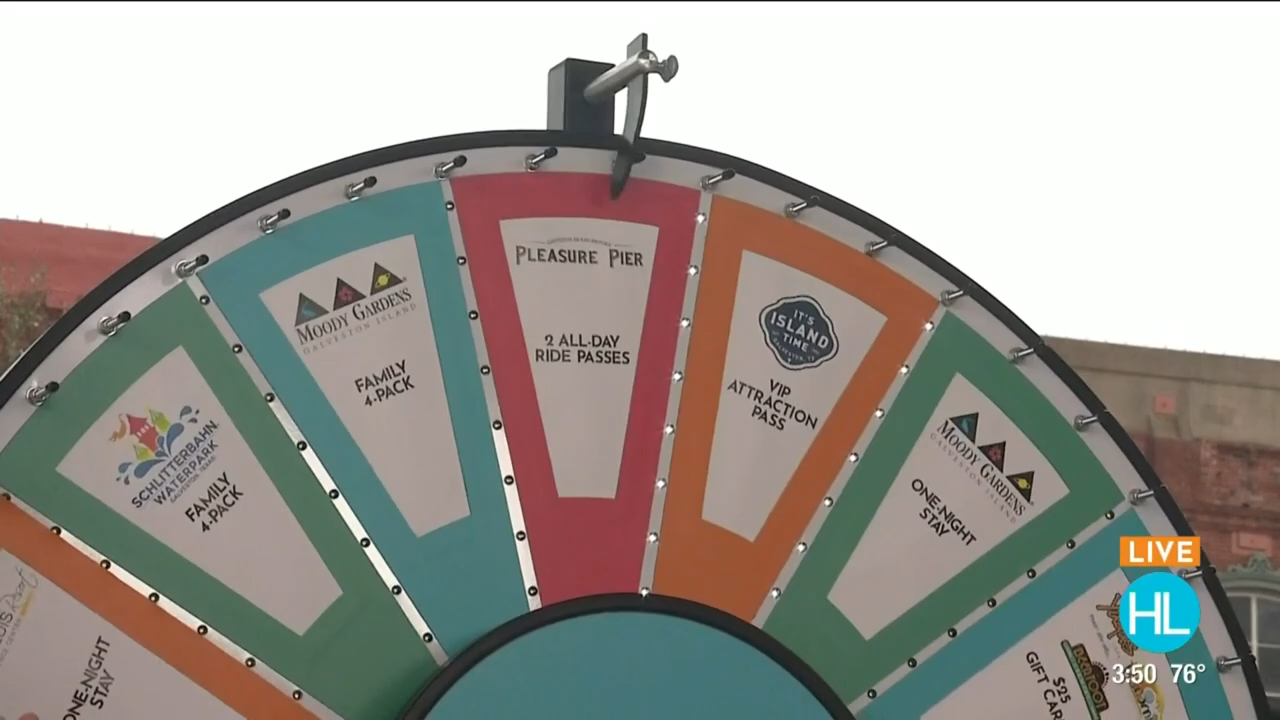 PLEASURE PIER
2 ALL-DAY
RIDE PASSES
MOODY GARDENS
GALVESTON ISLAND
FAMILY
4-PACK
SCHLITTERBAHN
WATERPARK
GALVESTON, TEXAS
FAMILY
4-PACK
ONE-NIGHT
STAY
IT'S
ISLAND
TIME
VIP
ATTRACTION
PASS
MOODY GARDENS
GALVESTON ISLAND
ONE-NIGHT
STAY
$25
GIFT CAR
LIVE
HL
3:50 76°